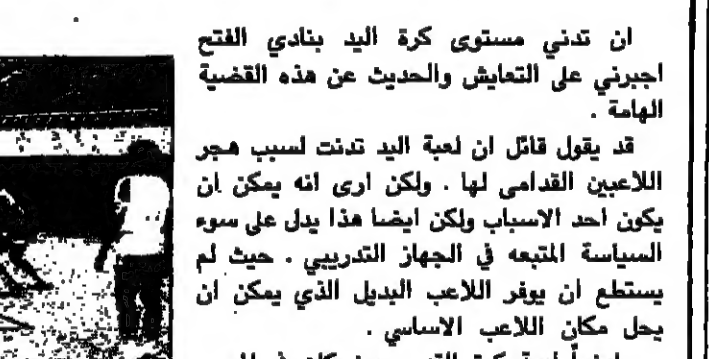 ان تدني مستوى كرة اليد بنادي الفتح
اجبرني على التعايش والحديث عن هذه القضية
الهامة .
قد يقول قائل ان لعبة اليد تدنت لسبب هجر
اللاعبين القدامى لها . ولكن ارى انه يمكن ان
يكون احد الاسباب ولكن ايضا هذا يدل على سوء
السياسة المتبعه في الجهاز التدريبي . حيث لم
يستطع ان يوفر اللاعب البديل الذي يمكن ان
يحل مكان اللاعب الاساسي .